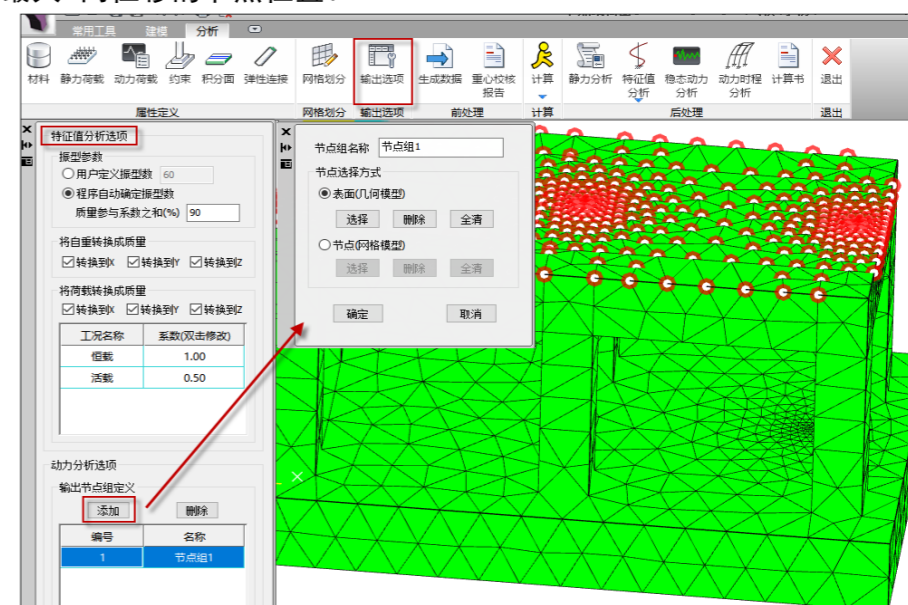 常用工具 建模 分析
材料 静力荷载 动力荷载 约束 积分面 弹性连接 网格划分 输出选项 生成数据 重心校核报告 计算 静力分析 特征值分析 稳态动力分析 动力时程分析 计算书 退出
属性定义 网格划分 输出选项 前处理 计算 后处理 退出
特征值分析选项
振型参数
用户定义振型数 60
程序自动确定振型数
质量参与系数之和(%) 90
将自重转换成质量
转换到X 转换到Y 转换到Z
将荷载转换成质量
转换到X 转换到Y 转换到Z
工况名称 系数(双击修改)
恒载 1.00
活载 0.50
动力分析选项
输出节点组定义
添加 删除
编号 名称
1 节点组1
节点组名称 节点组1
节点选择方式
表面(几何模型)
选择 删除 全清
节点(网格模型)
选择 删除 全清
确定 取消